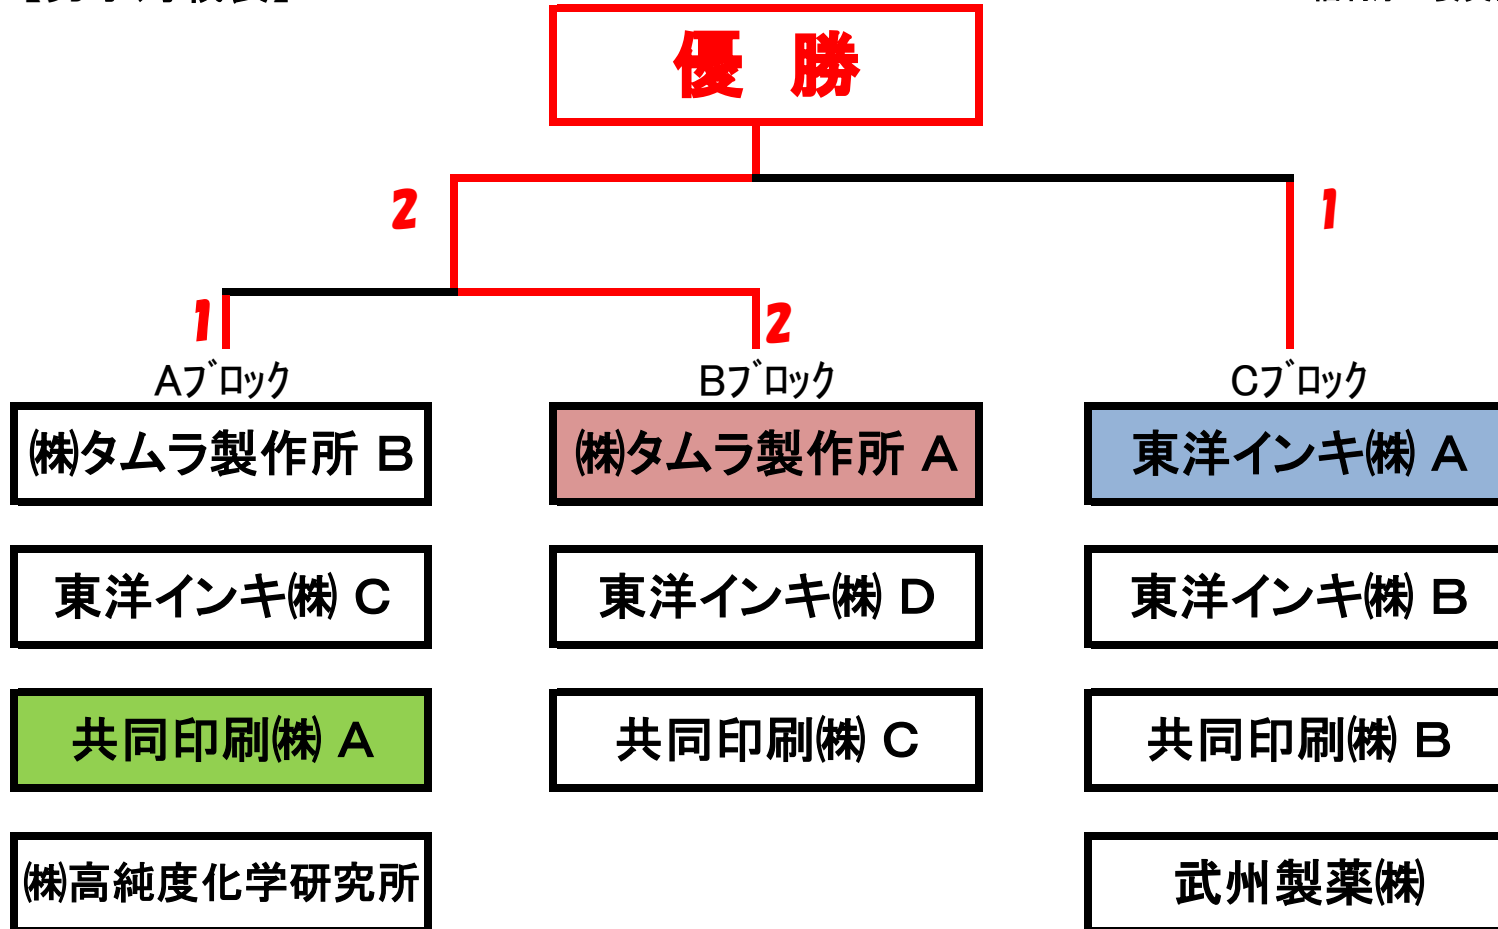 優 勝
2 1
1 2
Aブロック Bブロック Cブロック
㈱タムラ製作所 B ㈱タムラ製作所 A 東洋インキ㈱ A
東洋インキ㈱ C 東洋インキ㈱ D 東洋インキ㈱ B
共同印刷㈱ A 共同印刷㈱ C 共同印刷㈱ B
㈱高純度化学研究所 武州製薬㈱